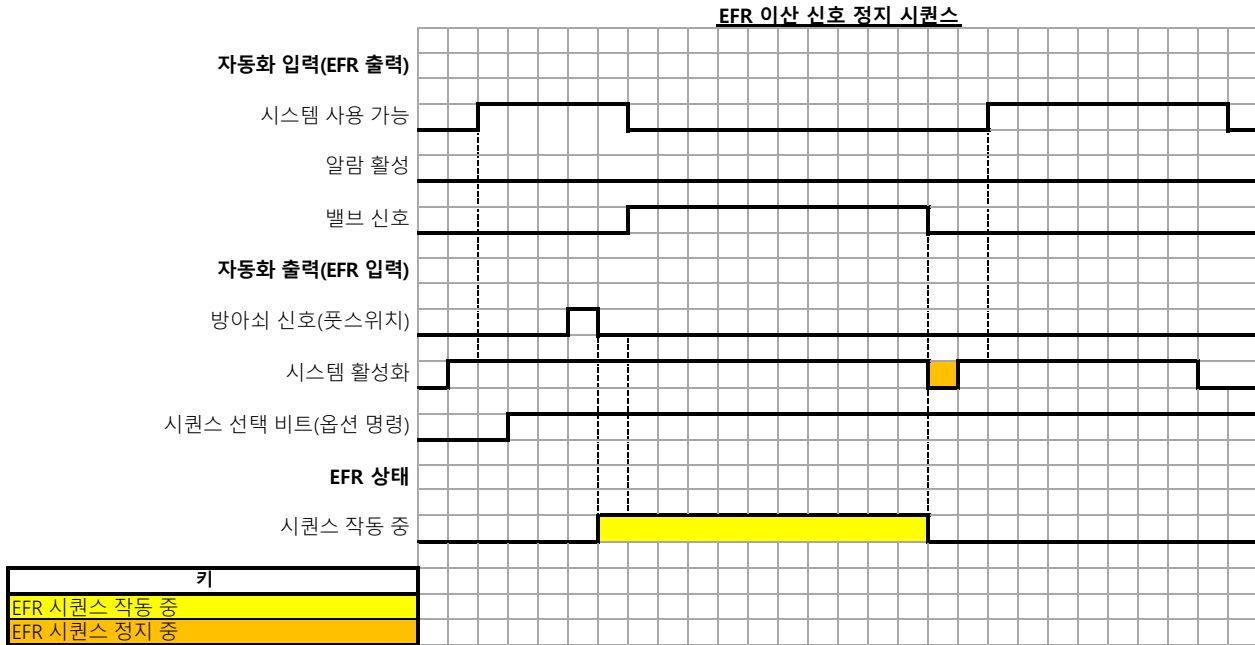 EFR 이산 신호 정지 시퀀스
자동화 입력(EFR 출력)
시스템 사용 가능
알람 활성
밸브 신호
자동화 출력(EFR 입력)
방아쇠 신호(풋스위치)
시스템 활성화
시퀀스 선택 비트(옵션 명령)
EFR 상태
시퀀스 작동 중
키
EFR 시퀀스 작동 중
EFR 시퀀스 정지 중